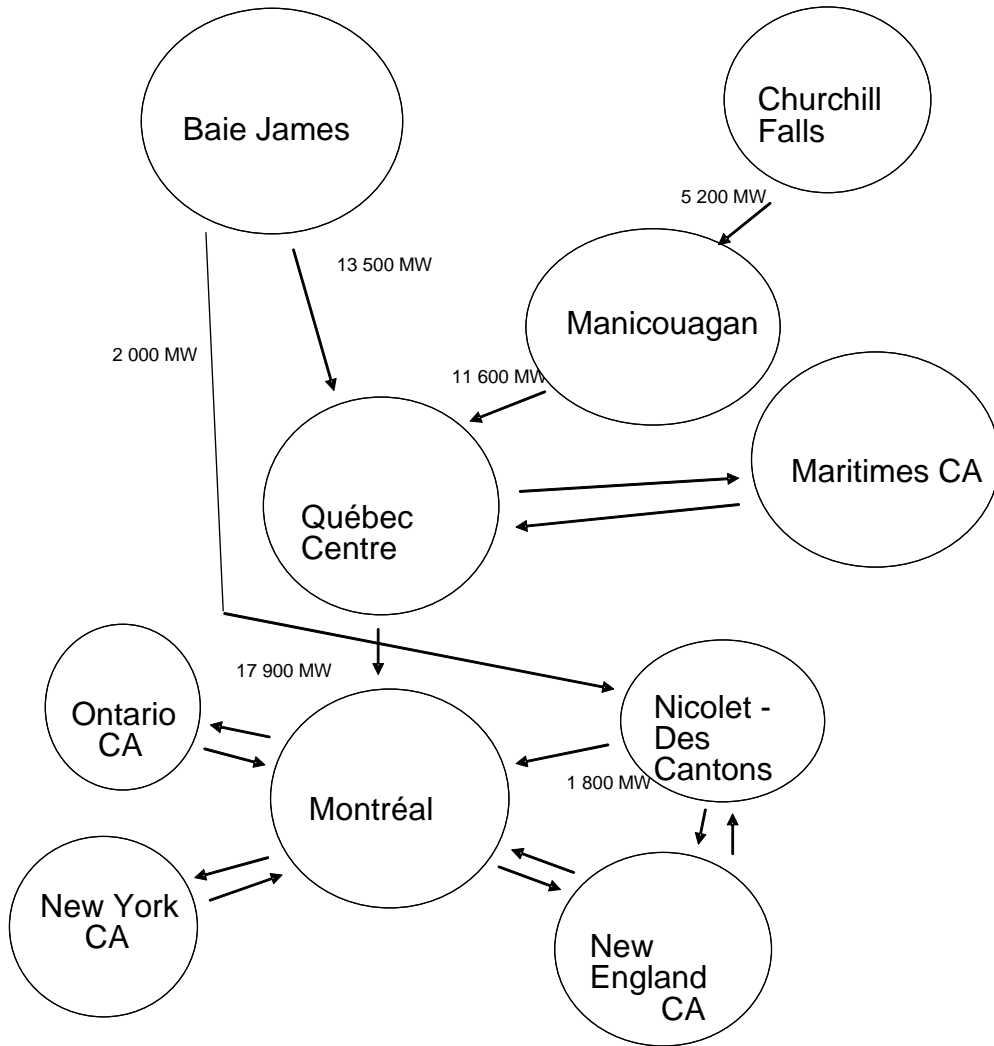 Baie James
Churchill
Falls
5 200 MW
13 500 MW
Manicouagan
2 000 MW
11 600 MW
Maritimes CA
Québec
Centre
17 900 MW
Ontario
CA
Nicolet -
Des
Cantons
1 800 MW
Montréal
New York
CA
New
England
CA